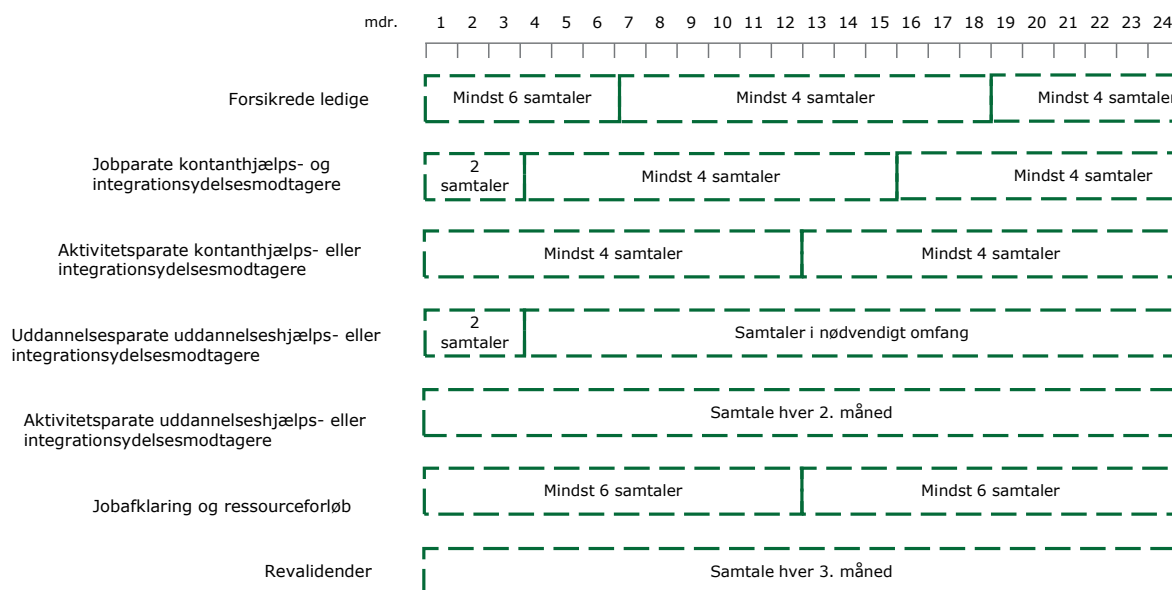 mdr. 1 2 3 4 5 6 7 8 9 10 11 12 13 14 15 16 17 18 19 20 21 22 23 24
Forsikrede ledige
Mindst 6 samtaler
Mindst 4 samtaler
Mindst 4 samtaler
Jobparate kontanthjælps- og
integrationsydelsesmodtagere
2
samtaler
Mindst 4 samtaler
Mindst 4 samtaler
Aktivitetsparate kontanthjælps- eller
integrationsydelsesmodtagere
Mindst 4 samtaler
Mindst 4 samtaler
Uddannelsesparate uddannelseshjælps- eller
integrationsydelsesmodtagere
2
samtaler
Samtaler i nødvendigt omfang
Aktivitetsparate uddannelseshjælps- eller
integrationsydelsesmodtagere
Samtale hver 2. måned
Jobafklaring og ressourceforløb
Mindst 6 samtaler
Mindst 6 samtaler
Revalidender
Samtale hver 3. måned